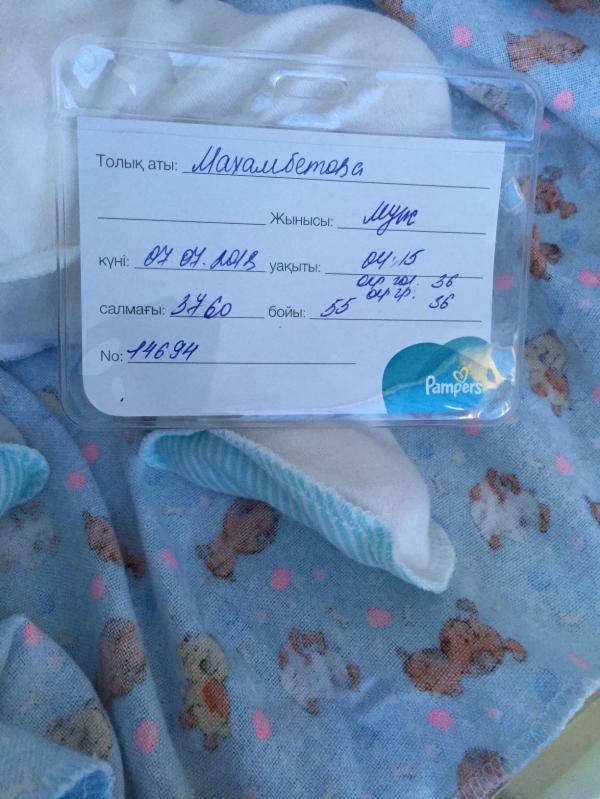 Толық аты: Махамбетова
Жынысы: муж
күні: 07 07. 2013 уақыты: 04:15
окр гол: 36
окр гр: 36
салмағы: 3760 бойы: 55
No: 14694
Pampers